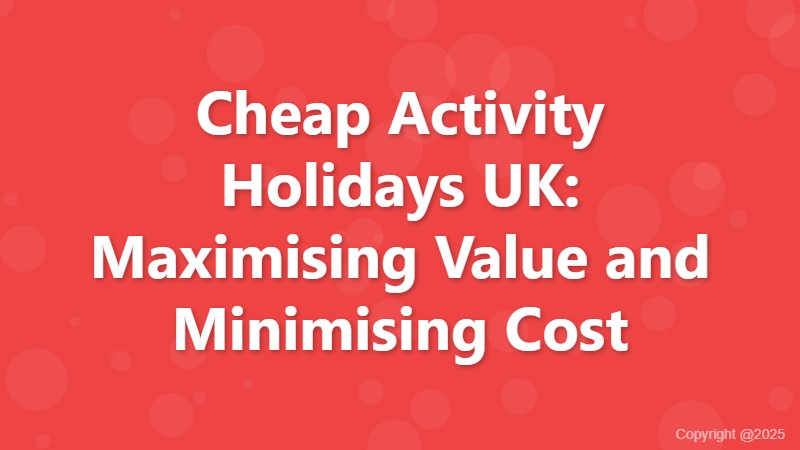 Cheap Activity
Holidays UK:
Maximising Value and
Minimising Cost
Copyright @2025